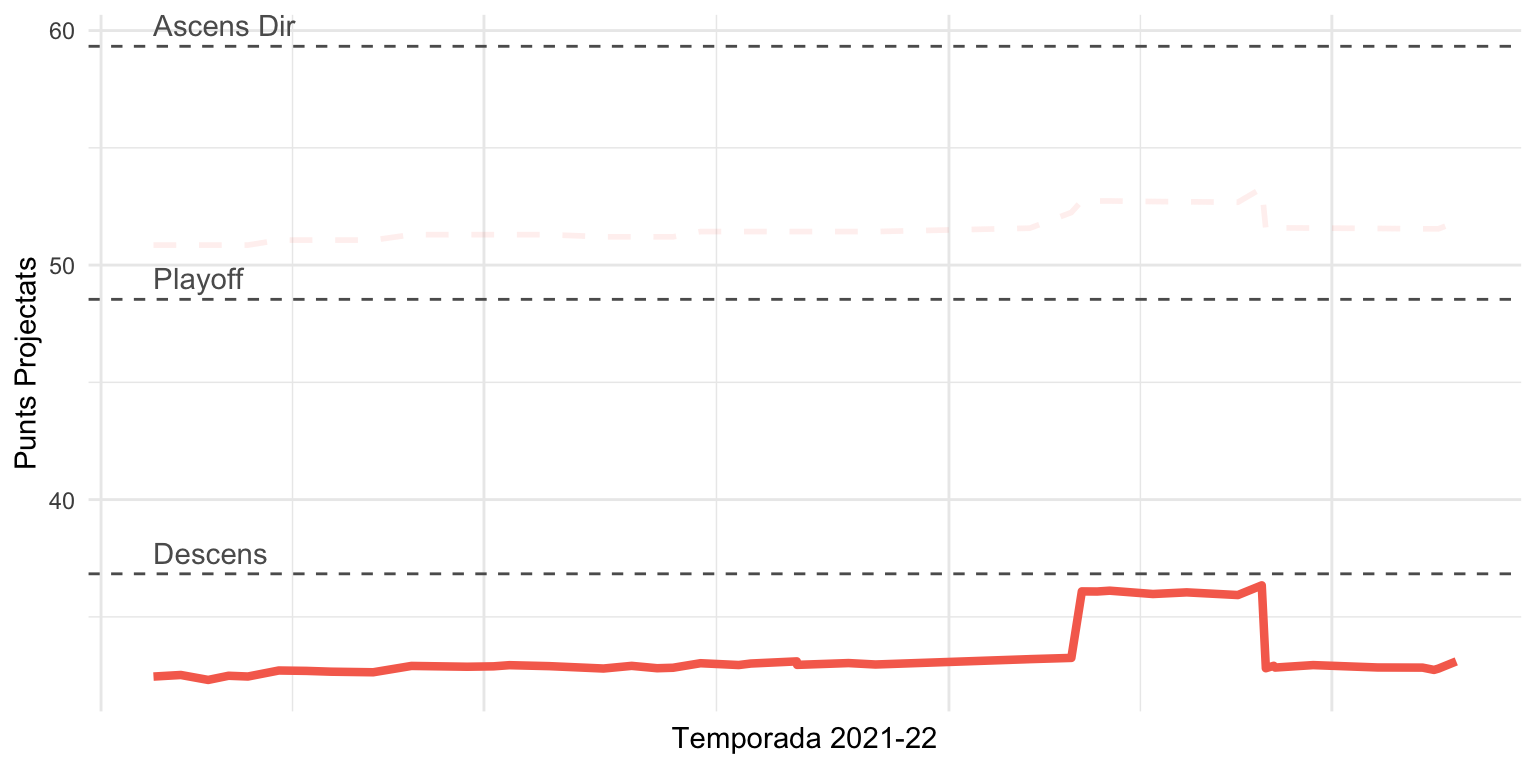 60
Ascens Dir
50
Playoff
Punts Projectats
40
Descens
Temporada 2021-22